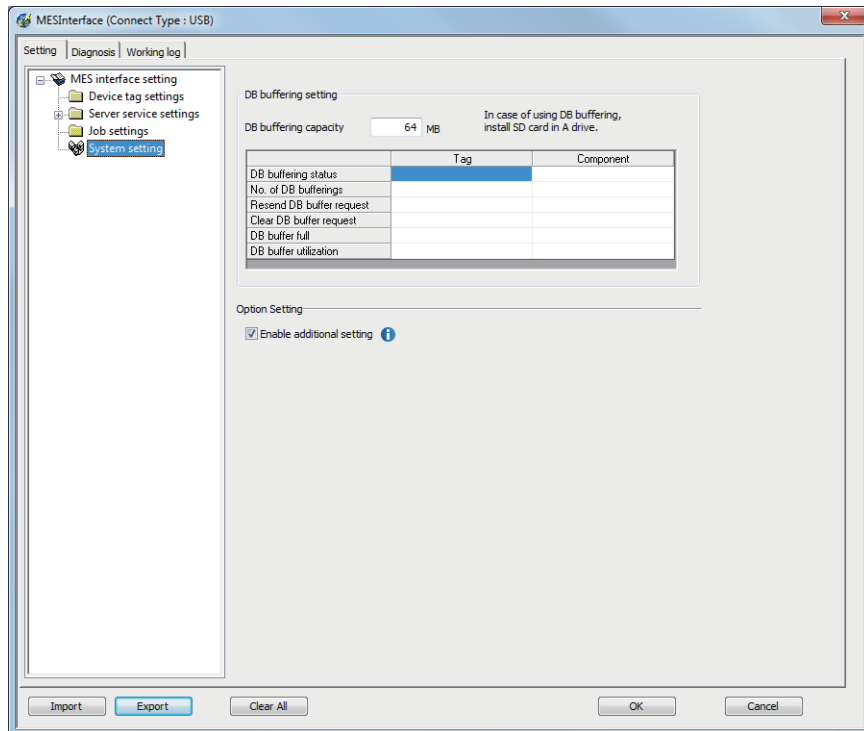 MESInterface (Connect Type : USB)
Setting Diagnosis Working log
MES interface setting
Device tag settings
Server service settings
Job settings
System setting
DB buffering setting
DB buffering capacity 64 MB
In case of using DB buffering,
install SD card in A drive.
Tag Component
DB buffering status
No. of DB bufferings
Resend DB buffer request
Clear DB buffer request
DB buffer full
DB buffer utilization
Option Setting
Enable additional setting
Import Export Clear All OK Cancel